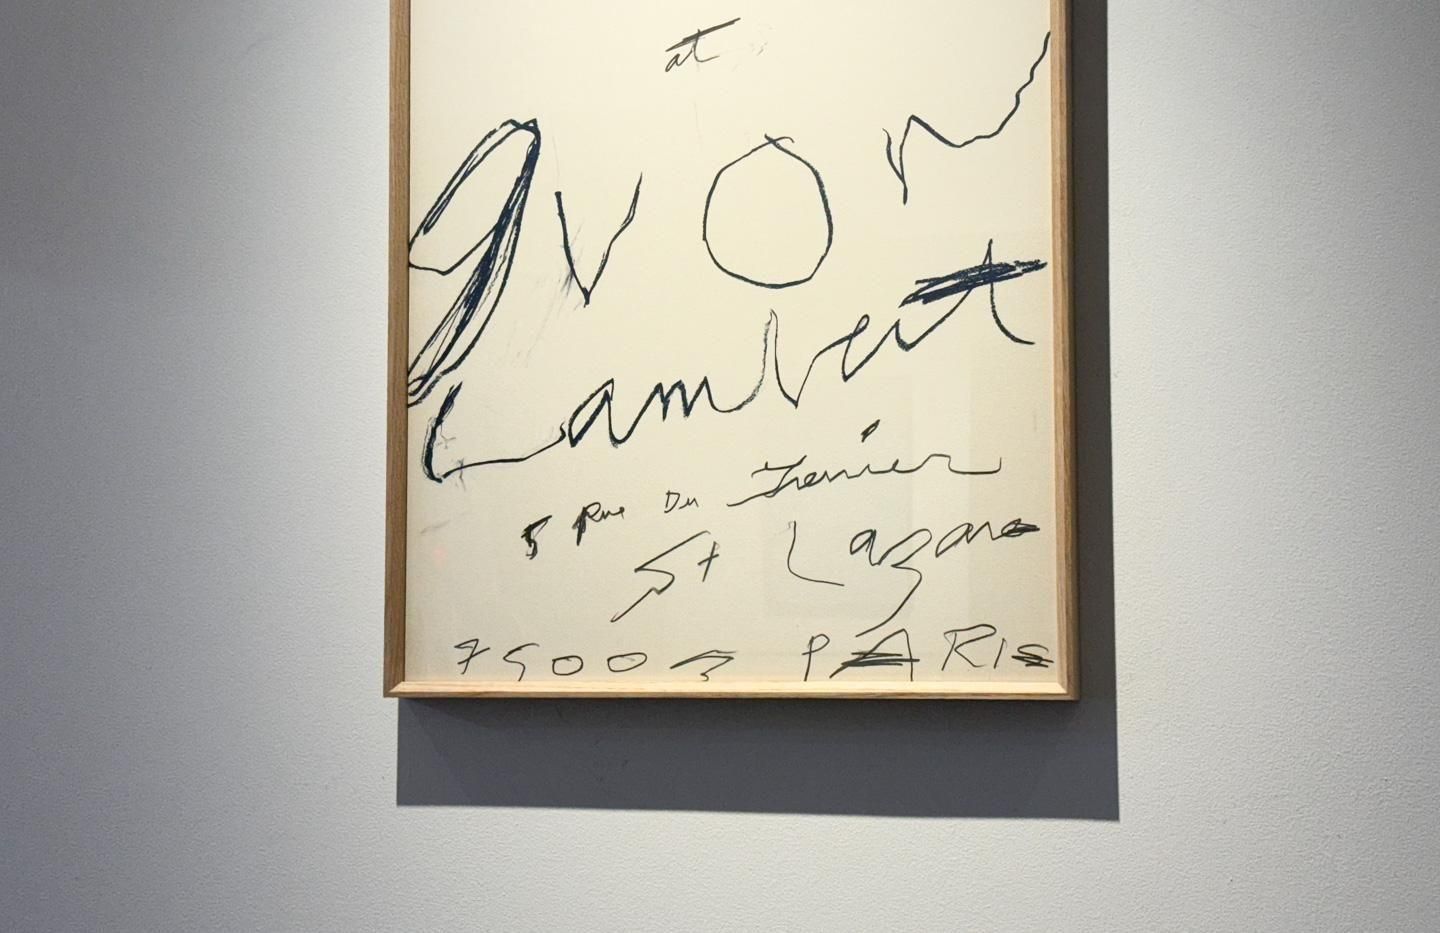 at
Yvon
Lambert
5 Rue Du Grenier
St Lazare
75003 PARIS